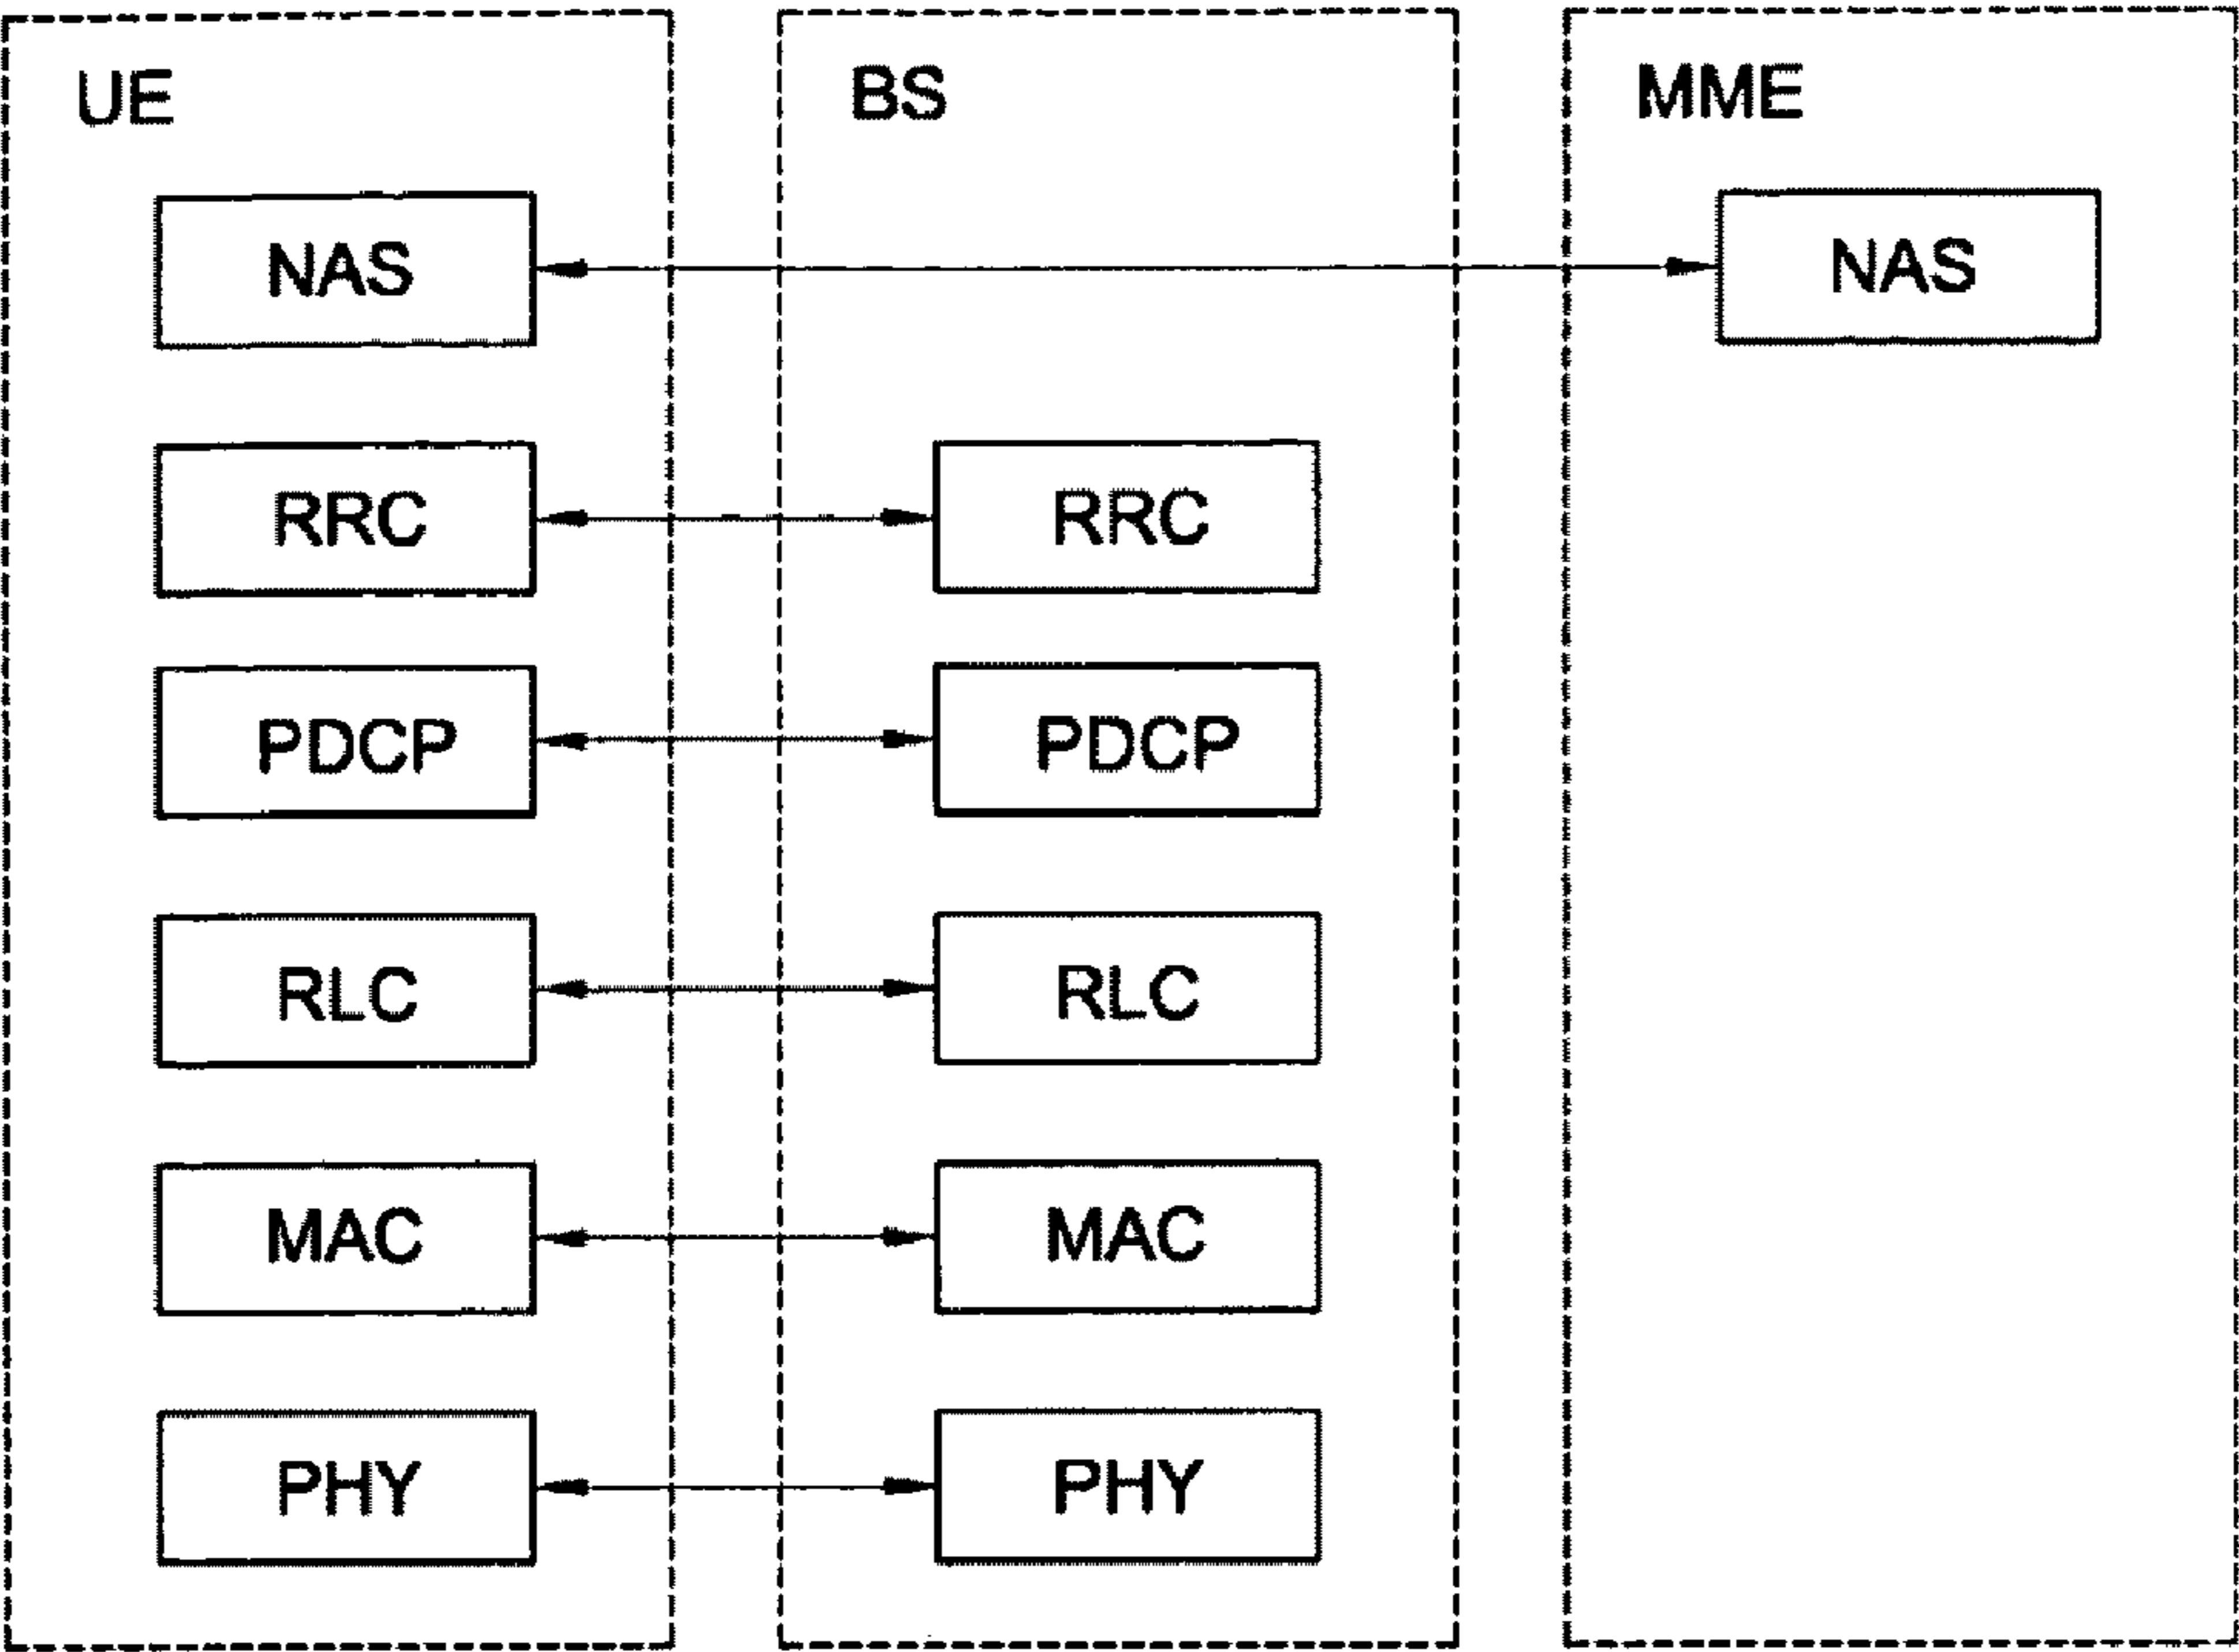 UE BS MME
NAS NAS
RRC RRC
PDCP PDCP
RLC RLC
MAC MAC
PHY PHY